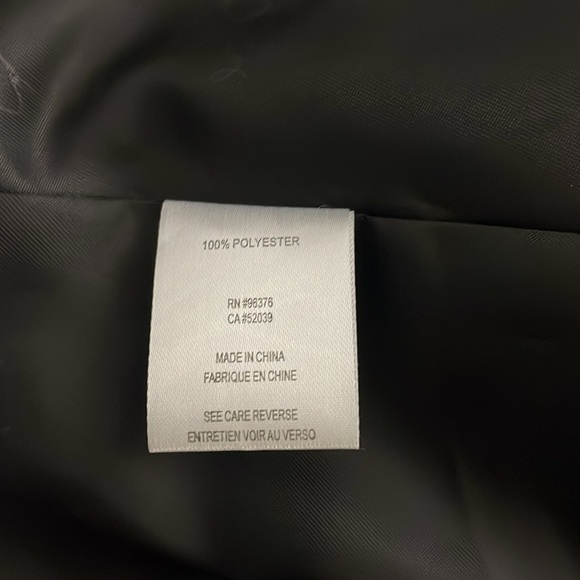 100% POLYESTER
RN #96376
CA #52039
MADE IN CHINA
FABRIQUE EN CHINE
SEE CARE REVERSE
ENTRETIEN VOIR AU VERSO